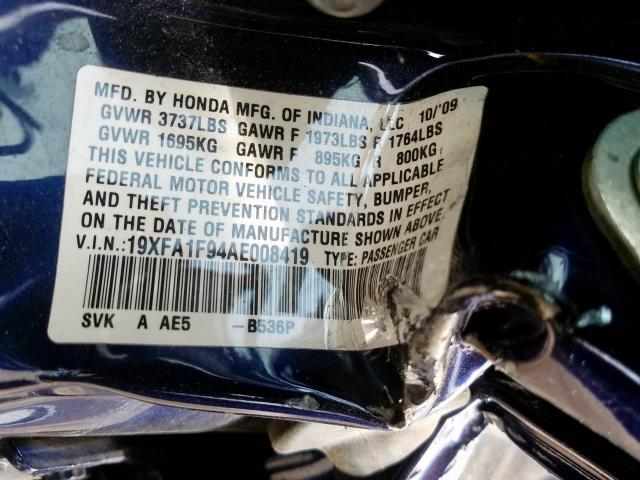 MFD. BY HONDA MFG. OF INDIANA, LLC 10/'09
GVWR 3737LBS GAWR F 1973LBS R 1764LBS
GVWR 1695KG GAWR F 895KG R 800KG
THIS VEHICLE CONFORMS TO ALL APPLICABLE
FEDERAL MOTOR VEHICLE SAFETY, BUMPER,
AND THEFT PREVENTION STANDARDS IN EFFECT
ON THE DATE OF MANUFACTURE SHOWN ABOVE.
V.I.N.:19XFA1F94AE008419 TYPE: PASSENGER CAR
SVK A AE5 -B536P